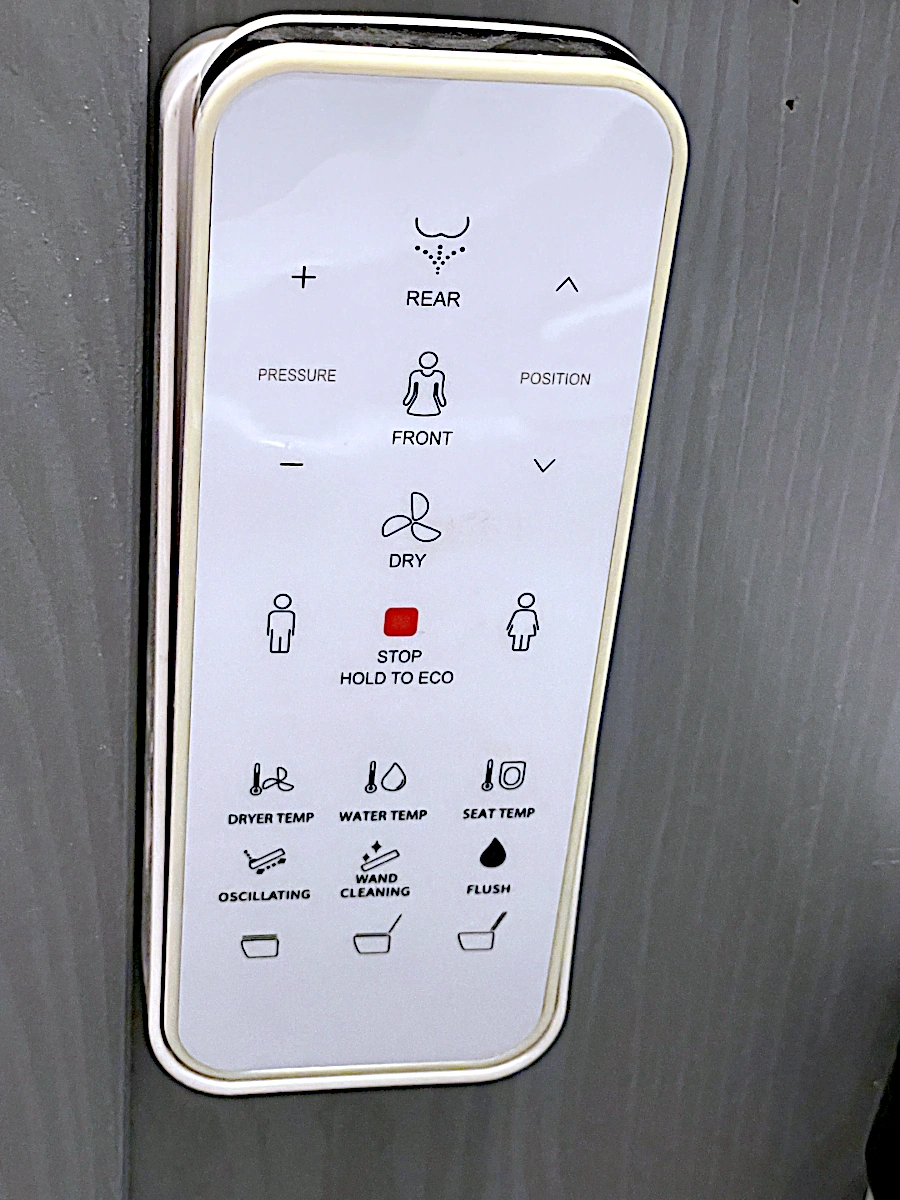 +
REAR
PRESSURE
POSITION
FRONT
−
DRY
STOP
HOLD TO ECO
DRYER TEMP
WATER TEMP
SEAT TEMP
OSCILLATING
WAND
CLEANING
FLUSH